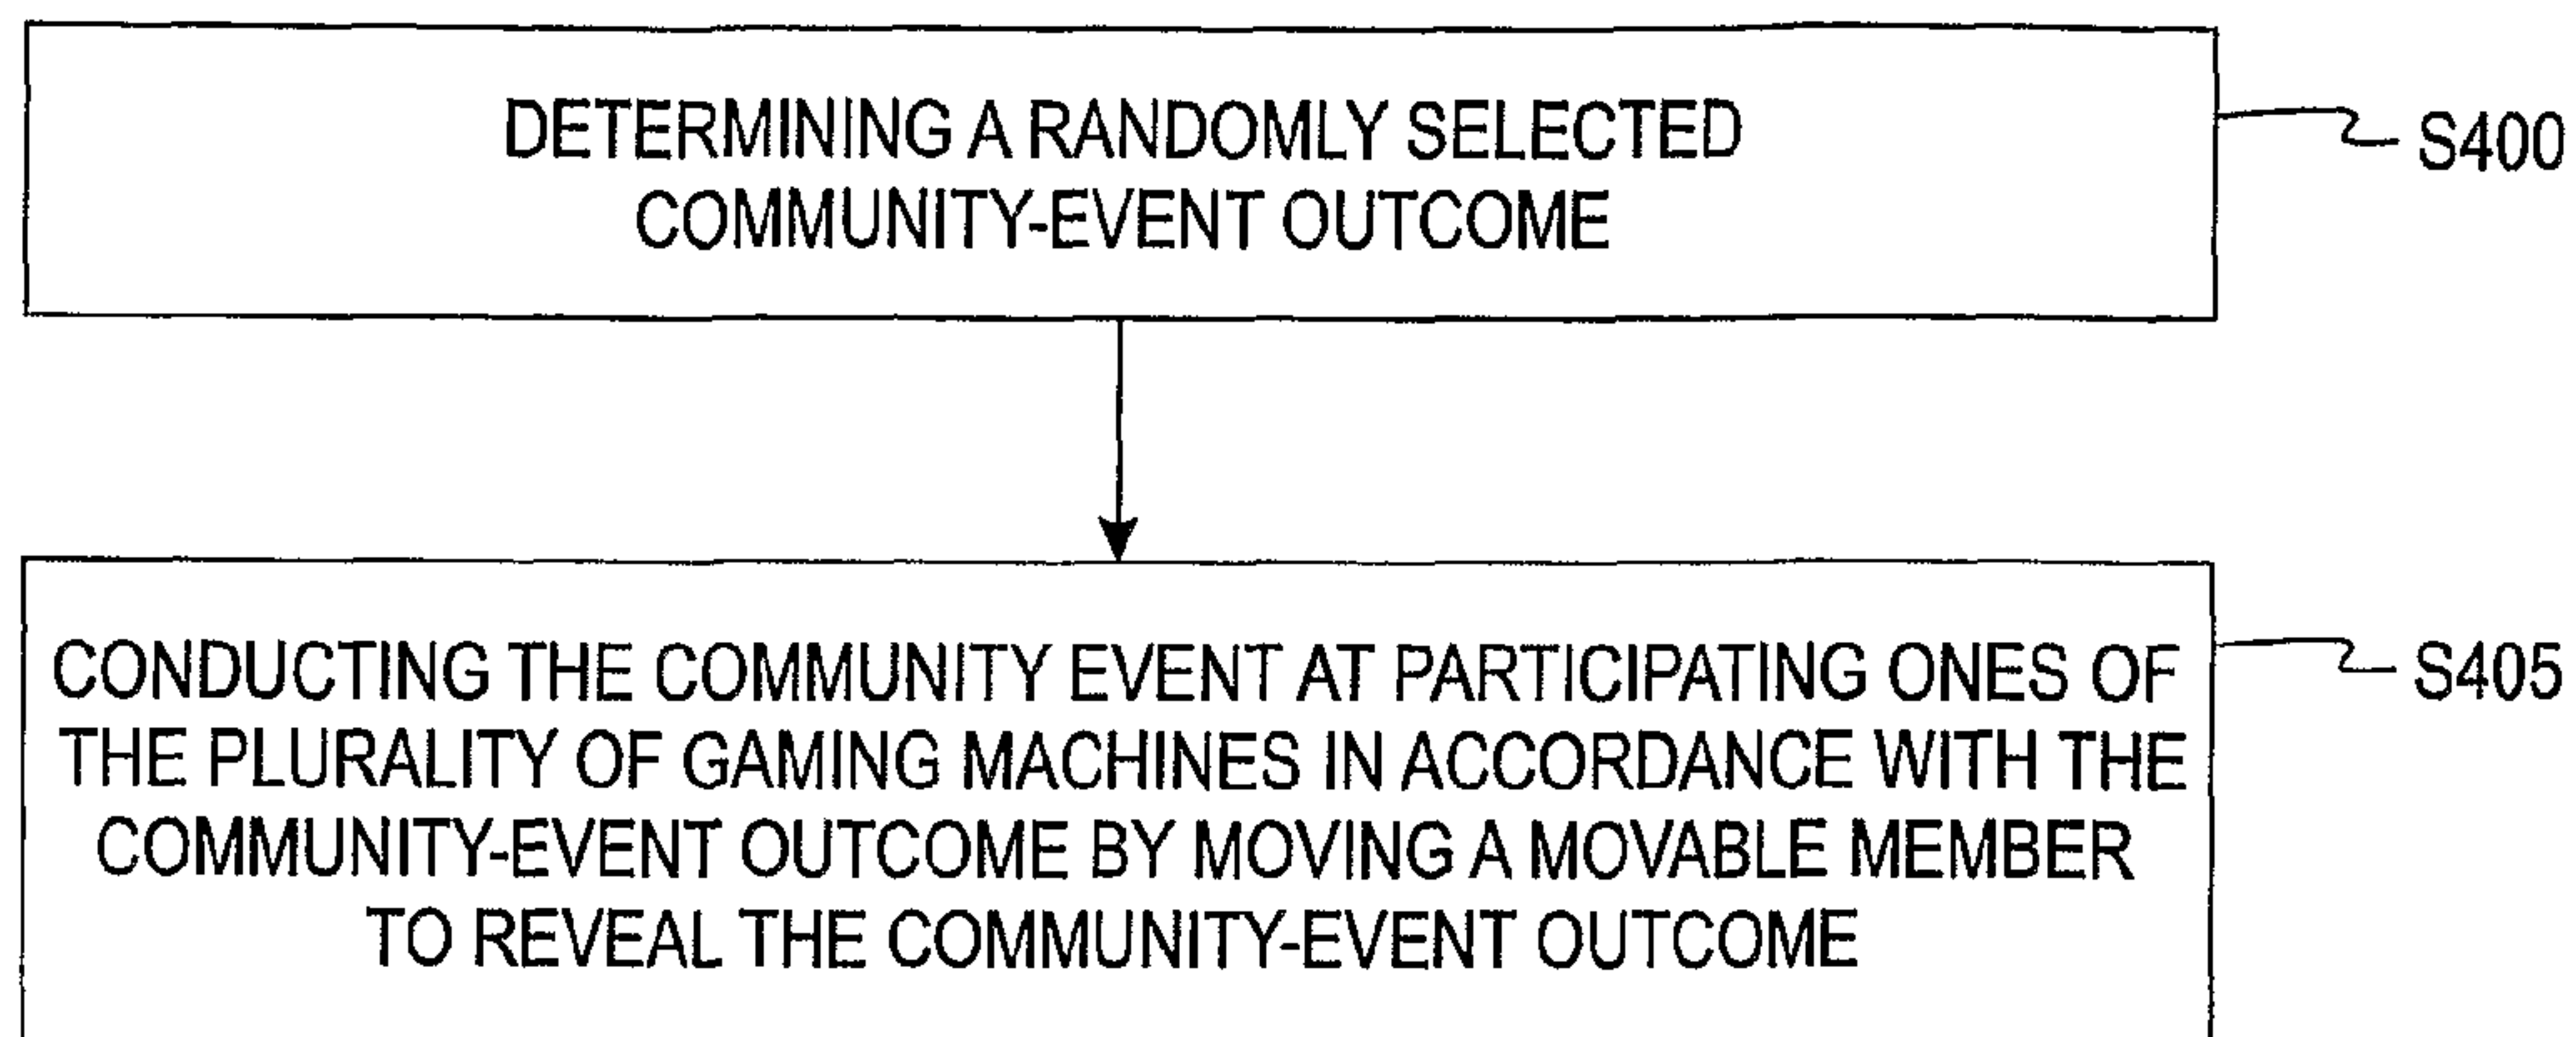 DETERMINING A RANDOMLY SELECTED
COMMUNITY-EVENT OUTCOME
S400
CONDUCTING THE COMMUNITY EVENT AT PARTICIPATING ONES OF
THE PLURALITY OF GAMING MACHINES IN ACCORDANCE WITH THE
COMMUNITY-EVENT OUTCOME BY MOVING A MOVABLE MEMBER
TO REVEAL THE COMMUNITY-EVENT OUTCOME
S405